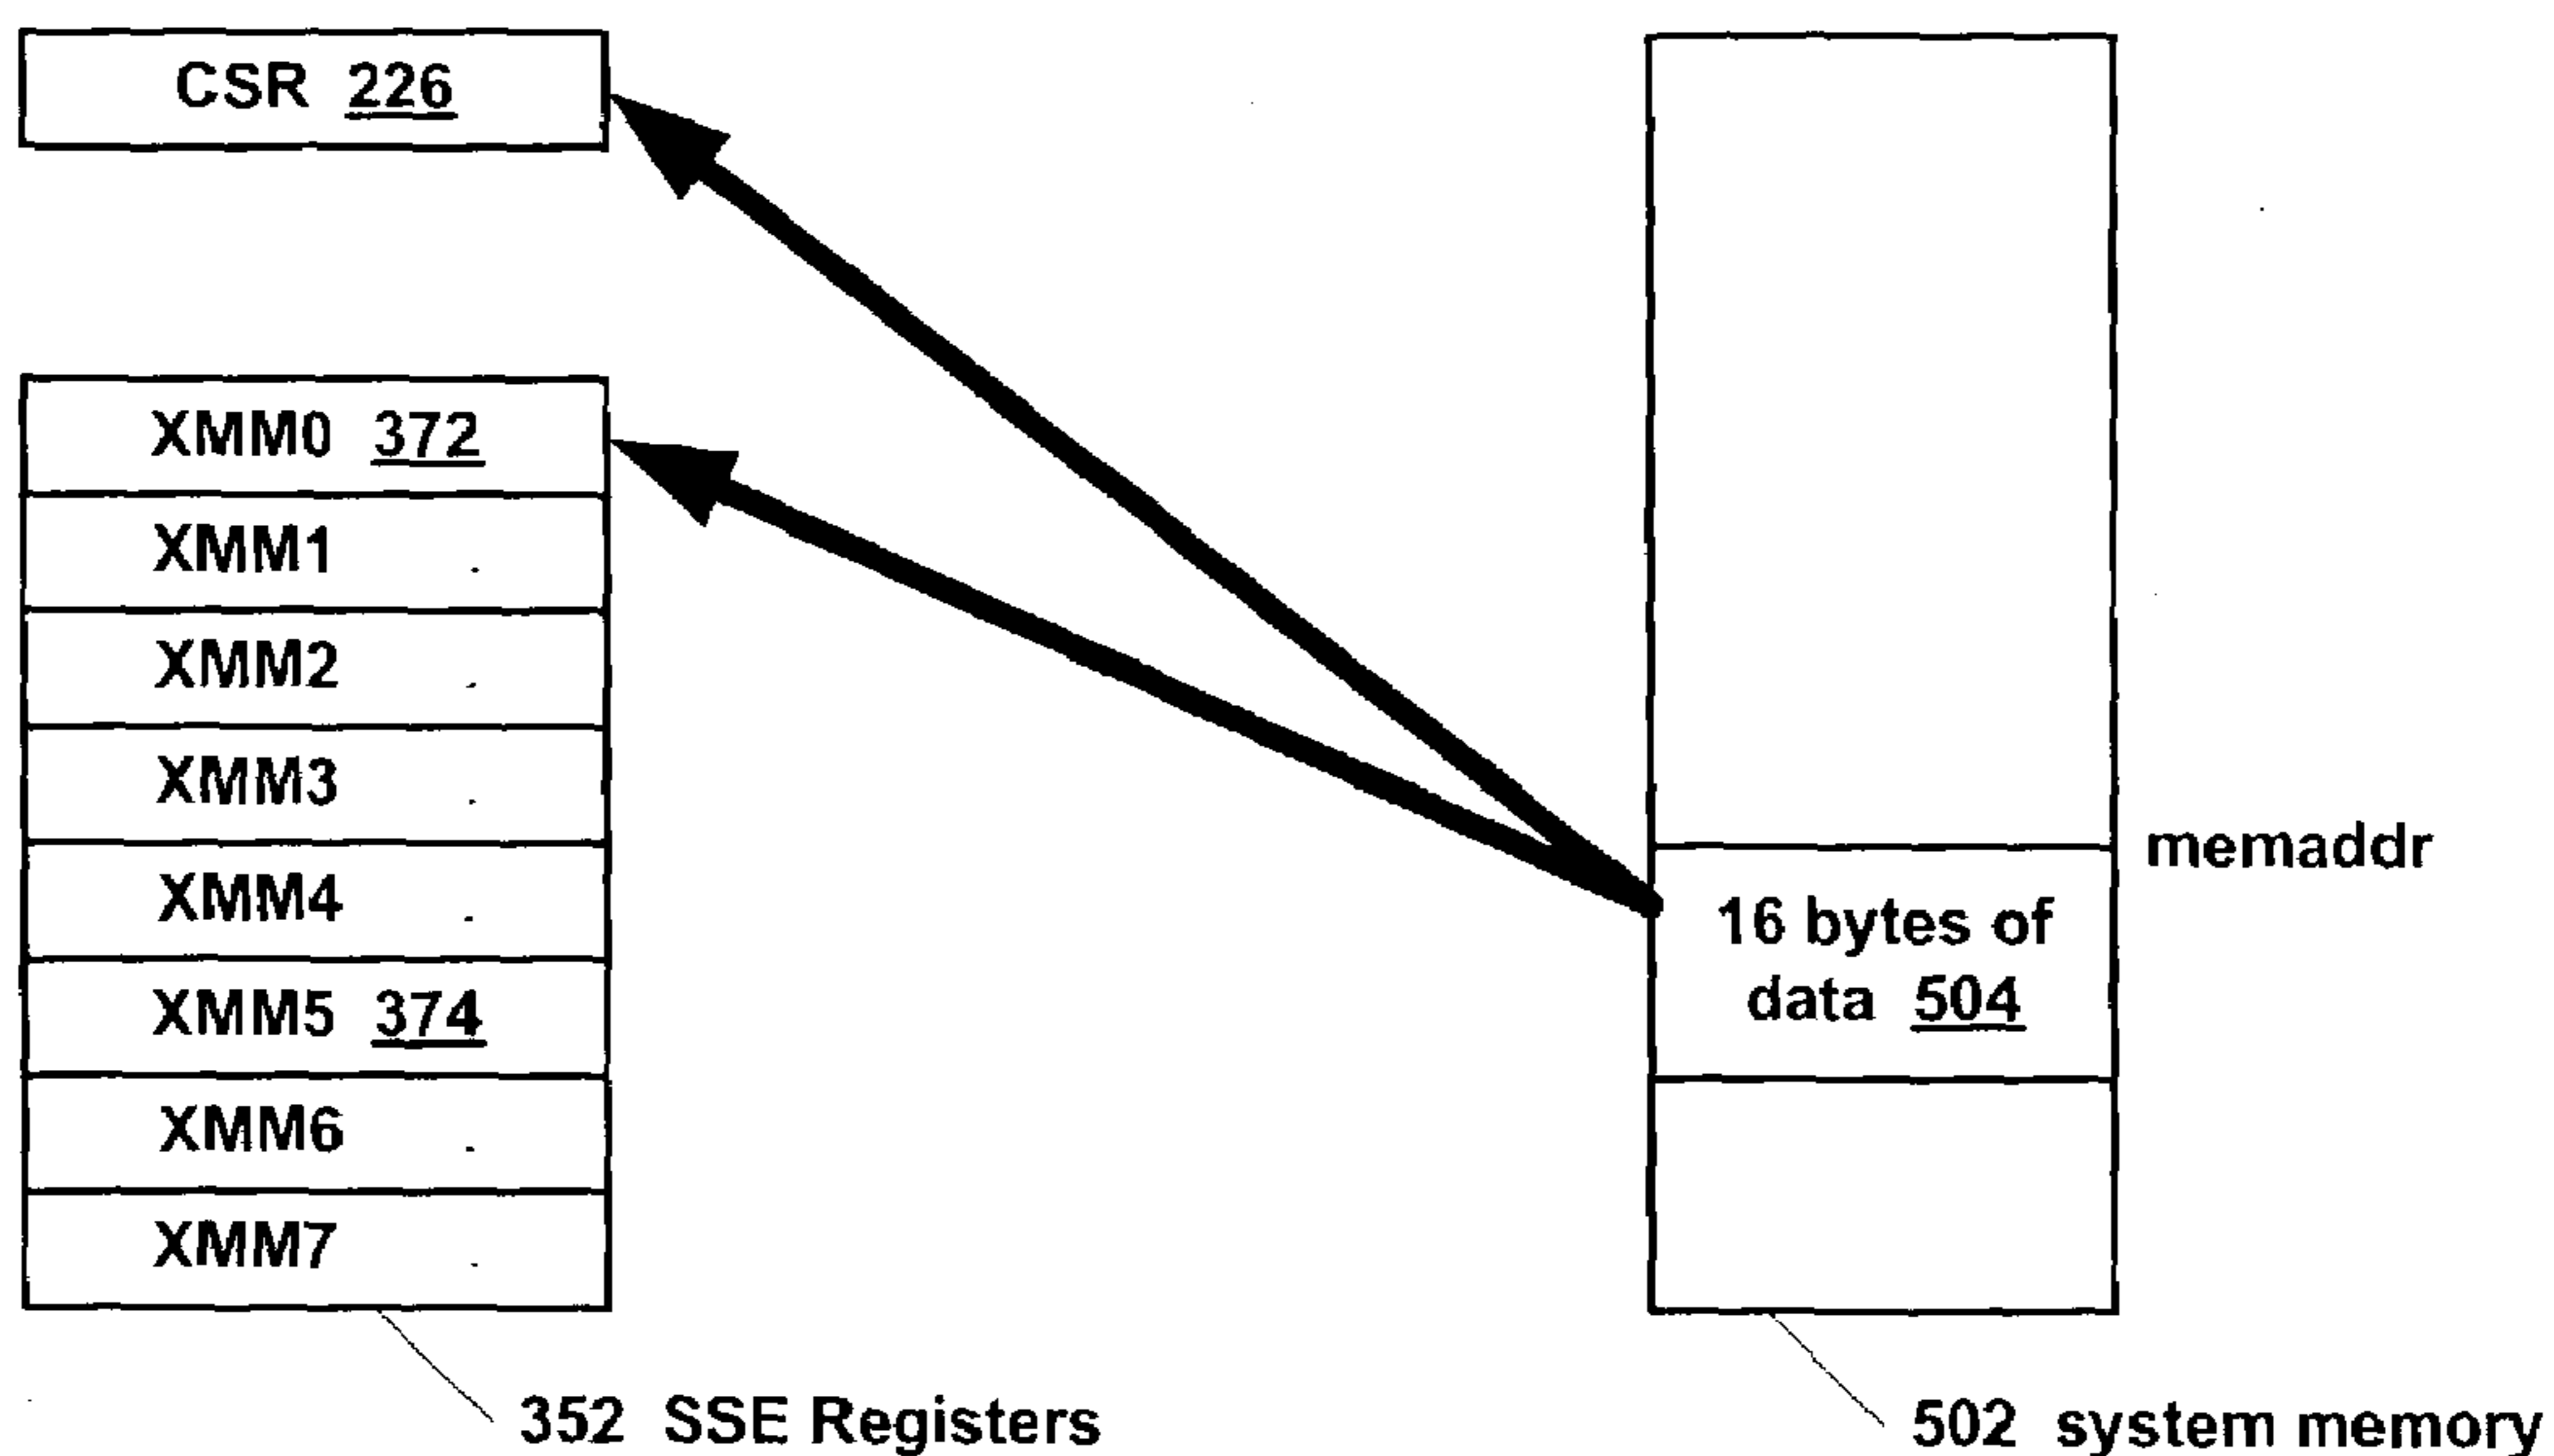 CSR 226
XMM0 372
XMM1
XMM2
XMM3
XMM4
XMM5 374
XMM6
XMM7
352 SSE Registers
memaddr
16 bytes of
data 504
502 system memory